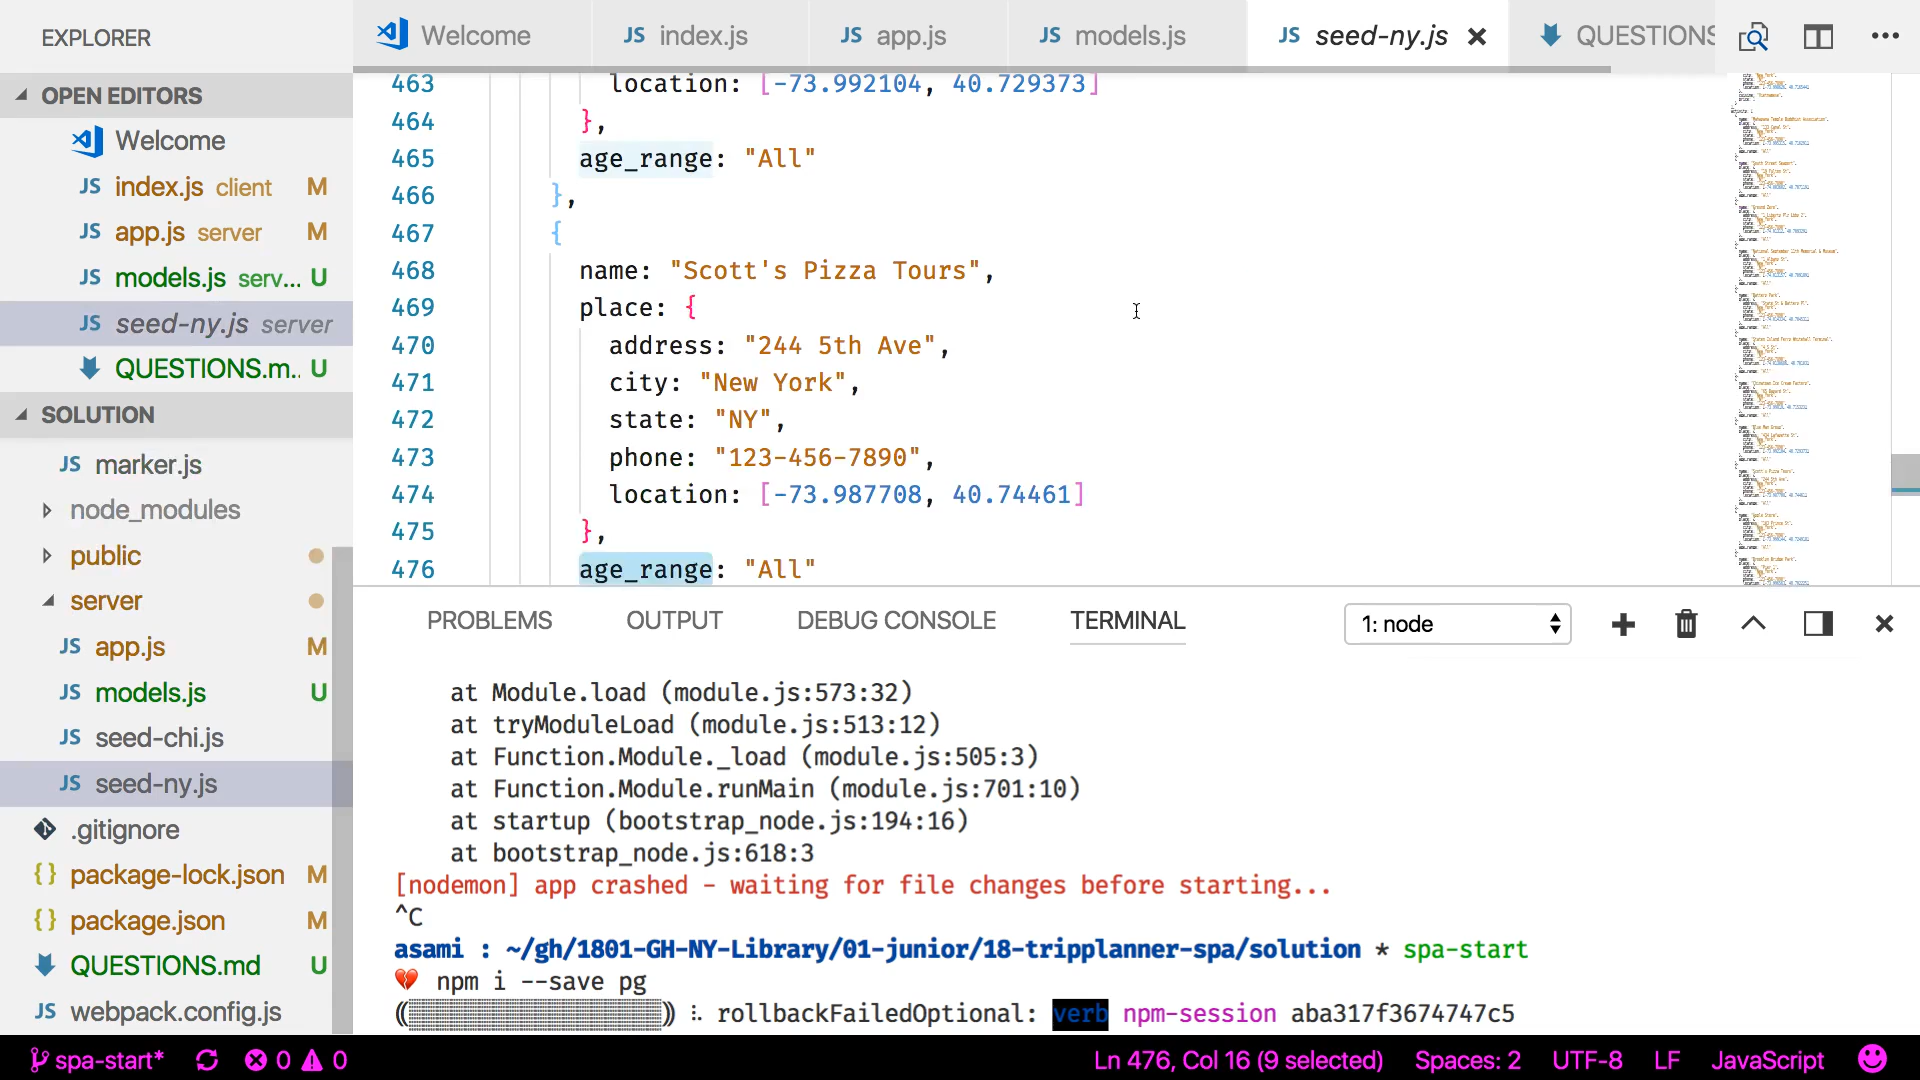 EXPLORER
OPEN EDITORS
Welcome
JS index.js client M
JS app.js server M
JS models.js serv... U
JS seed-ny.js server
QUESTIONS.m.. U
SOLUTION
JS marker.js
node_modules
public
server
JS app.js M
JS models.js U
JS seed-chi.js
JS seed-ny.js
.gitignore
{} package-lock.json M
{} package.json M
QUESTIONS.md U
JS webpack.config.js
Welcome JS index.js JS app.js JS models.js JS seed-ny.js × QUESTIONS ...
463 location: [-73.992104, 40.729373]
464 },
465 age_range: "All"
466 },
467 {
468 name: "Scott's Pizza Tours",
469 place: {
470 address: "244 5th Ave",
471 city: "New York",
472 state: "NY",
473 phone: "123-456-7890",
474 location: [-73.987708, 40.74461]
475 },
476 age_range: "All"
PROBLEMS OUTPUT DEBUG CONSOLE TERMINAL 1: node
at Module.load (module.js:573:32)
at tryModuleLoad (module.js:513:12)
at Function.Module._load (module.js:505:3)
at Function.Module.runMain (module.js:701:10)
at startup (bootstrap_node.js:194:16)
at bootstrap_node.js:618:3
[nodemon] app crashed - waiting for file changes before starting...
^C
asami : ~/gh/1801-GH-NY-Library/01-junior/18-tripplanner-spa/solution * spa-start
💔 npm i --save pg
(░░░░░░░░░░░░░░░░░░) ⠧ rollbackFailedOptional: verb npm-session aba317f3674747c5
spa-start* 0 0 Ln 476, Col 16 (9 selected) Spaces: 2 UTF-8 LF JavaScript